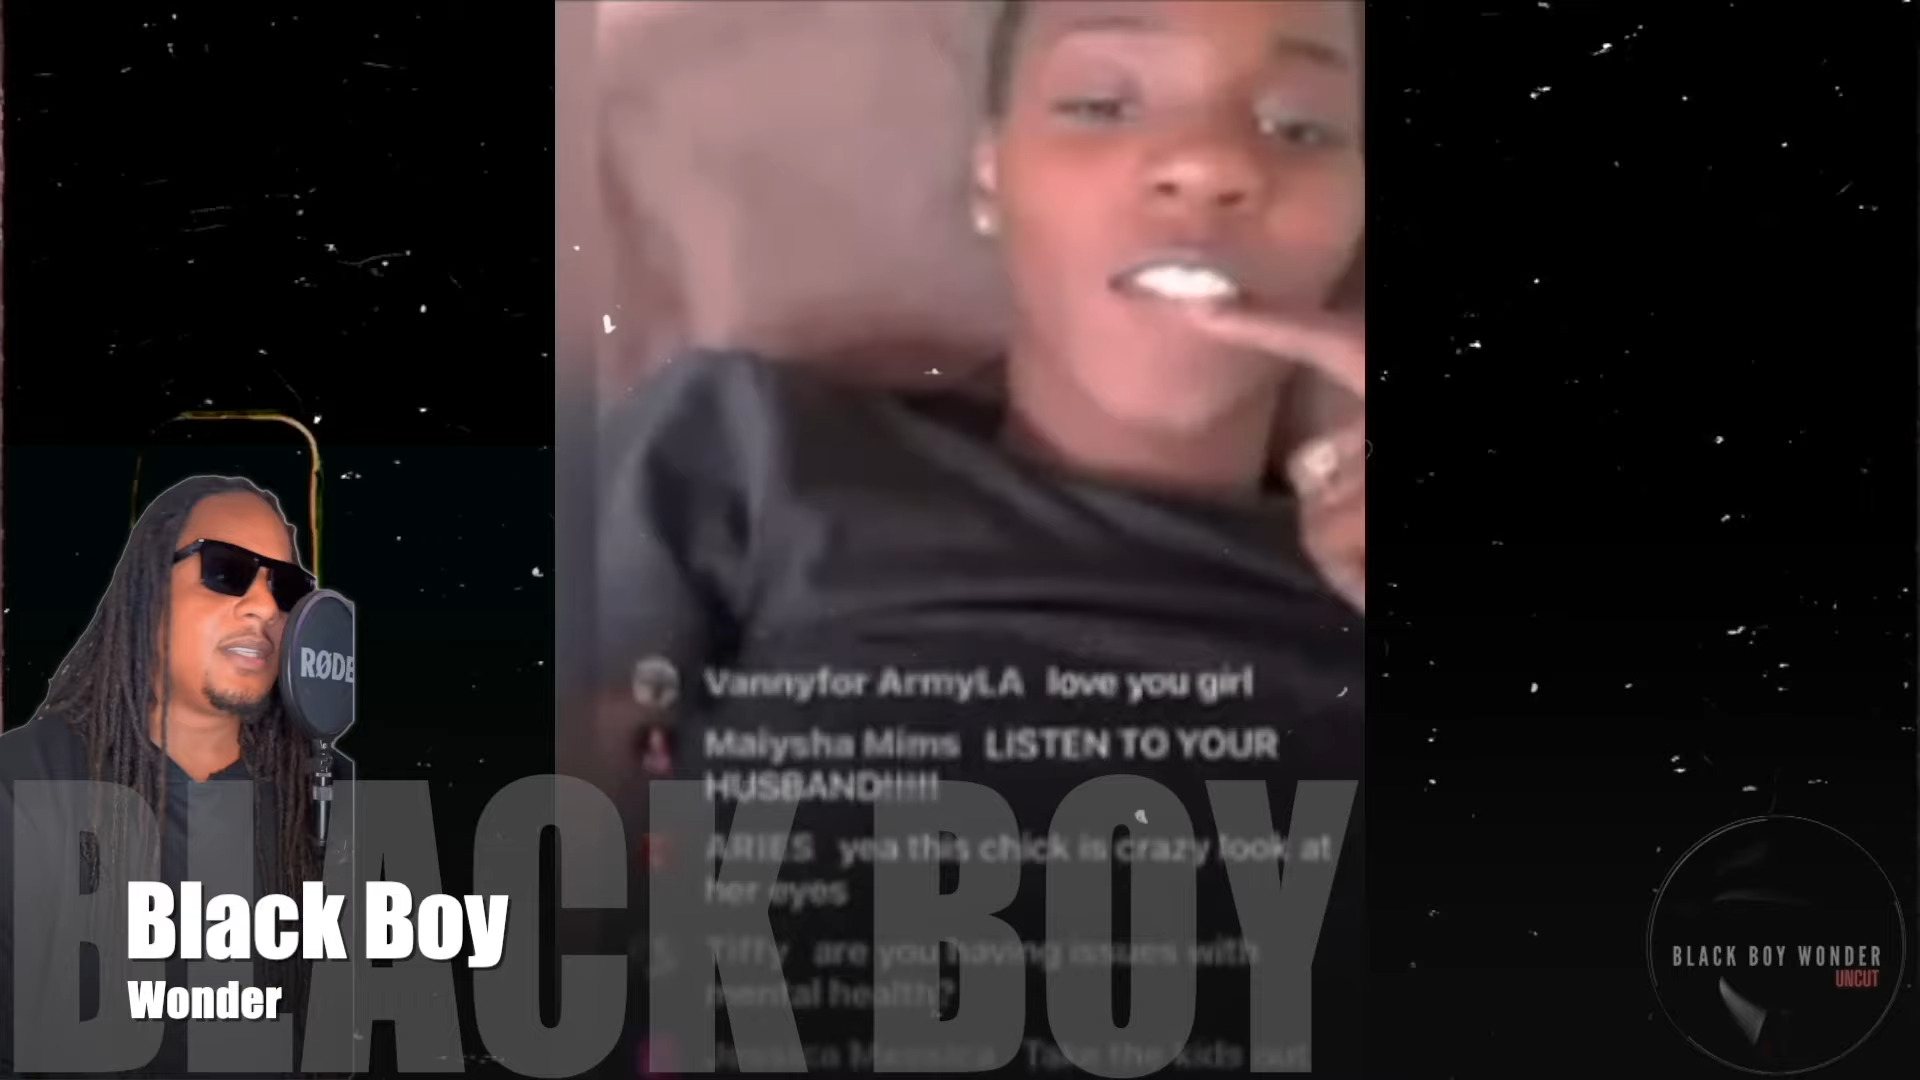 RØDE
Vannyfor ArmyLA love you girl
Maiysha Mims LISTEN TO YOUR
HUSBAND!!!!!
ARIES yea this chick is crazy look at
her eyes
Tiffy are you having issues with
mental health?
Take the kids out
BLACK BOY
Black Boy
Wonder
BLACK BOY WONDER
UNCUT